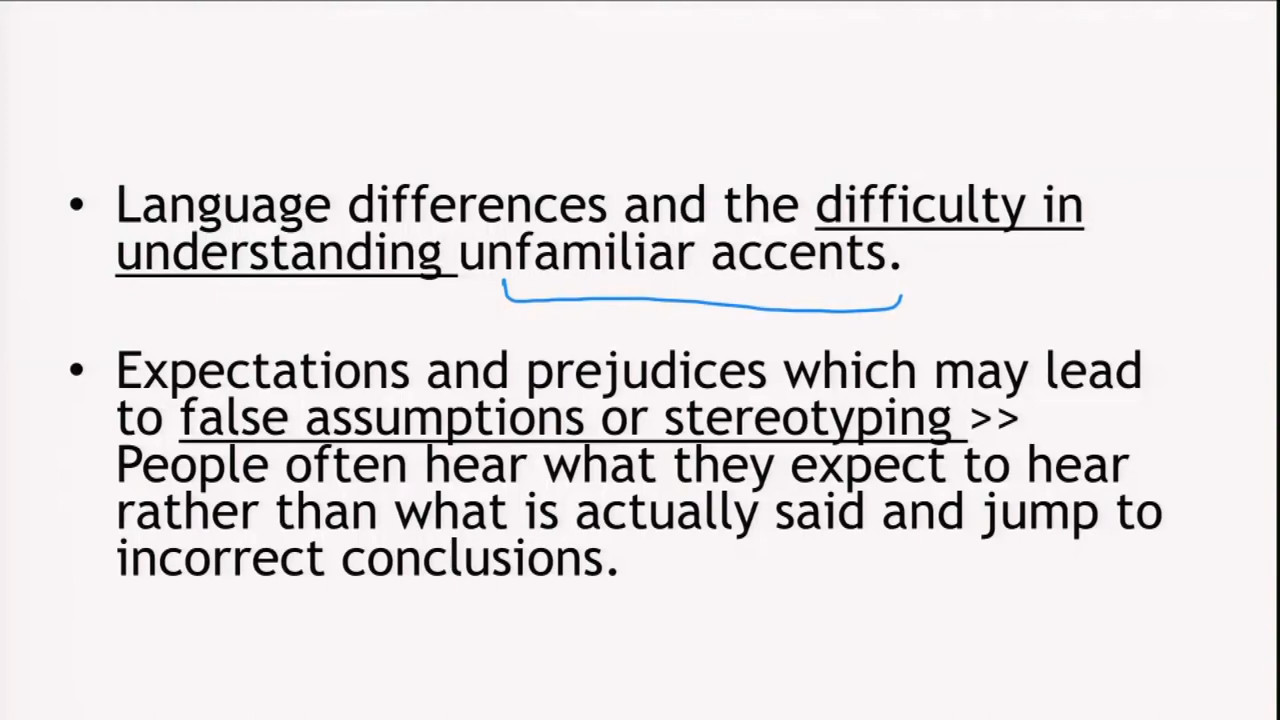 • Language differences and the difficulty in
understanding unfamiliar accents.
• Expectations and prejudices which may lead
to false assumptions or stereotyping >>
People often hear what they expect to hear
rather than what is actually said and jump to
incorrect conclusions.